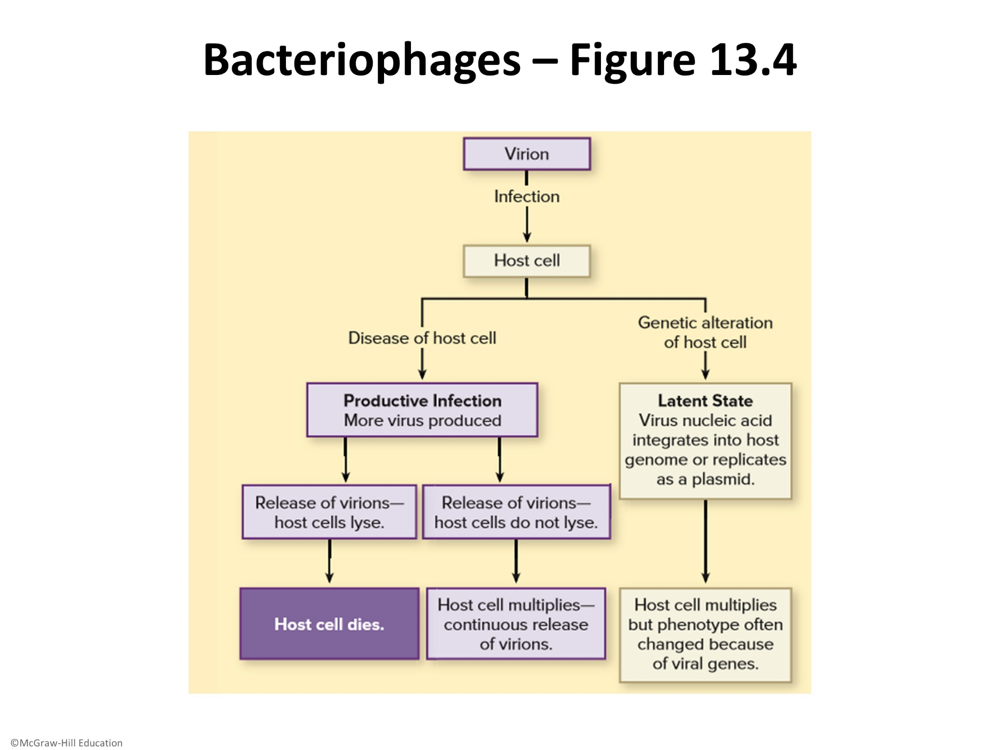 Bacteriophages – Figure 13.4
Virion
Infection
Host cell
Disease of host cell
Genetic alteration
of host cell
Productive Infection
More virus produced
Latent State
Virus nucleic acid
integrates into host
genome or replicates
as a plasmid.
Release of virions—
host cells lyse.
Release of virions—
host cells do not lyse.
Host cell dies.
Host cell multiplies—
continuous release
of virions.
Host cell multiplies
but phenotype often
changed because
of viral genes.
©McGraw-Hill Education